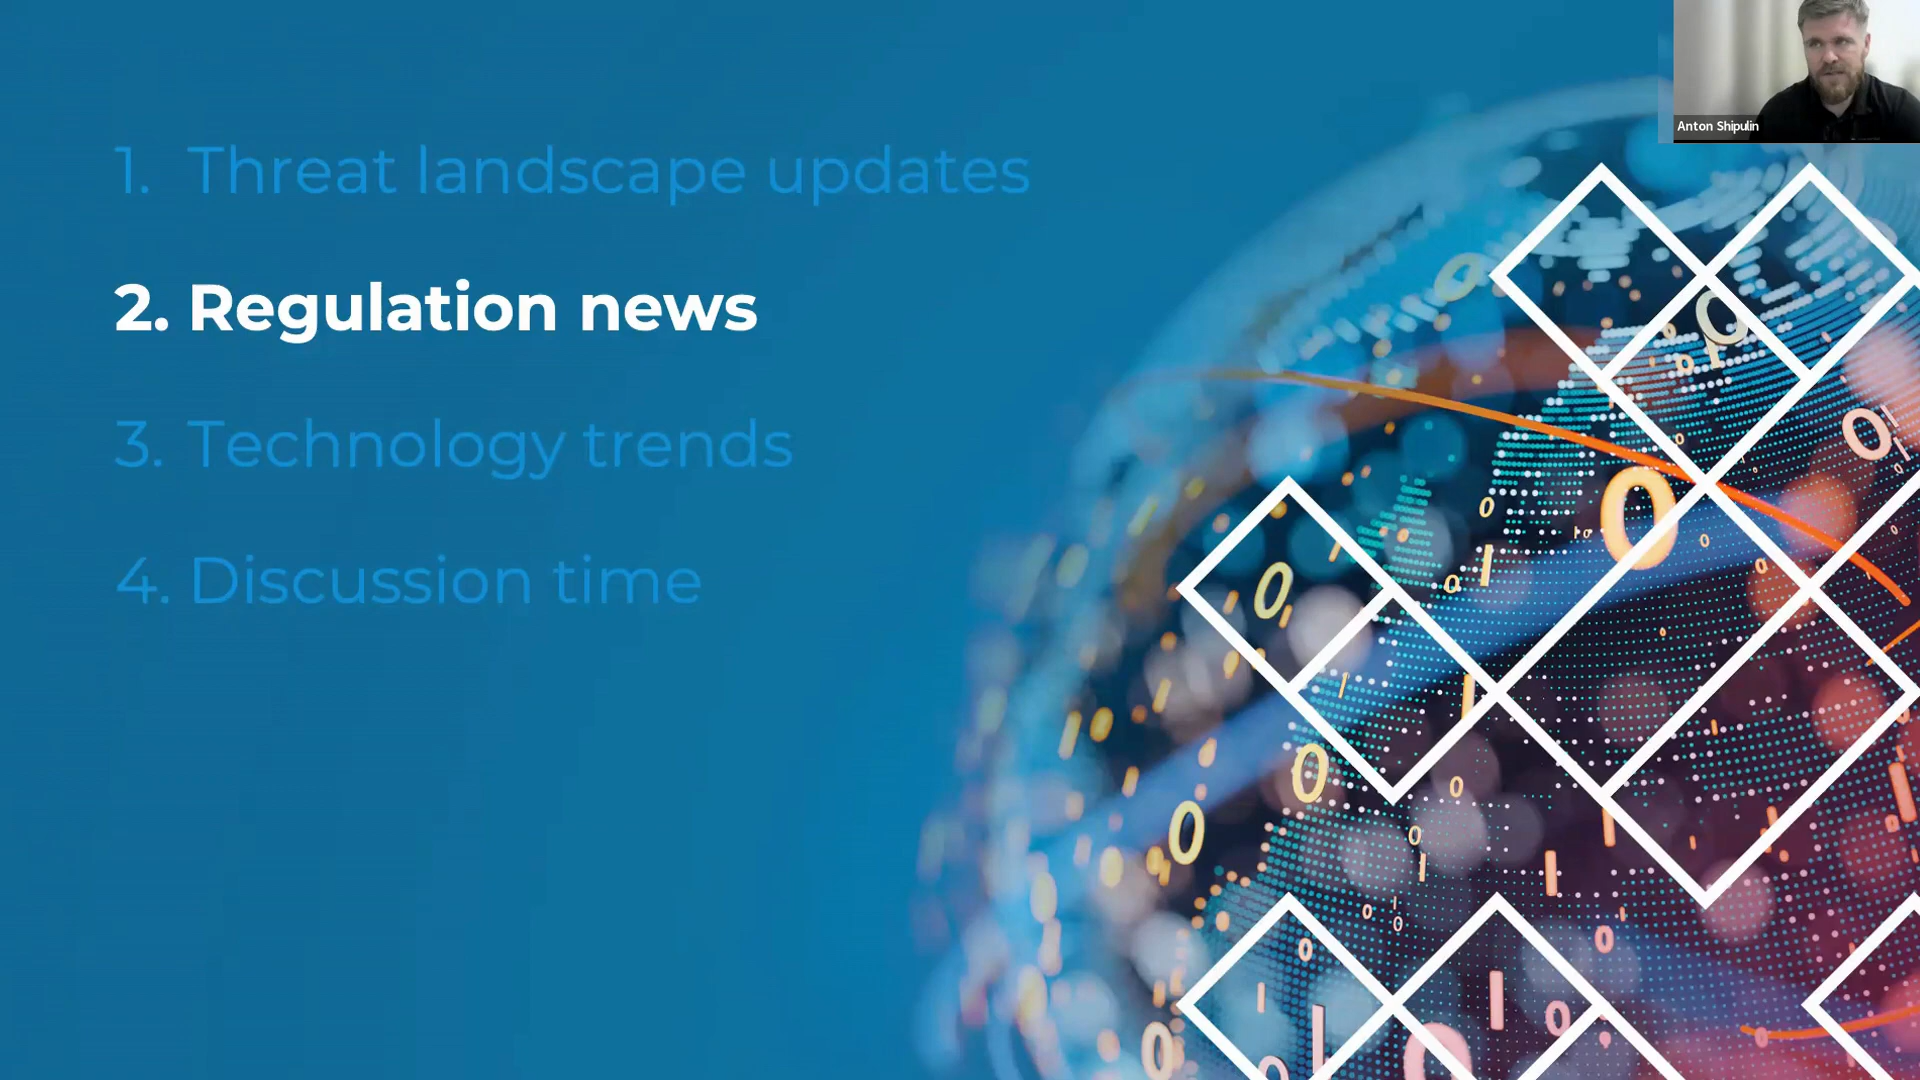 Anton Shipulin
1. Threat landscape updates
2. Regulation news
3. Technology trends
4. Discussion time